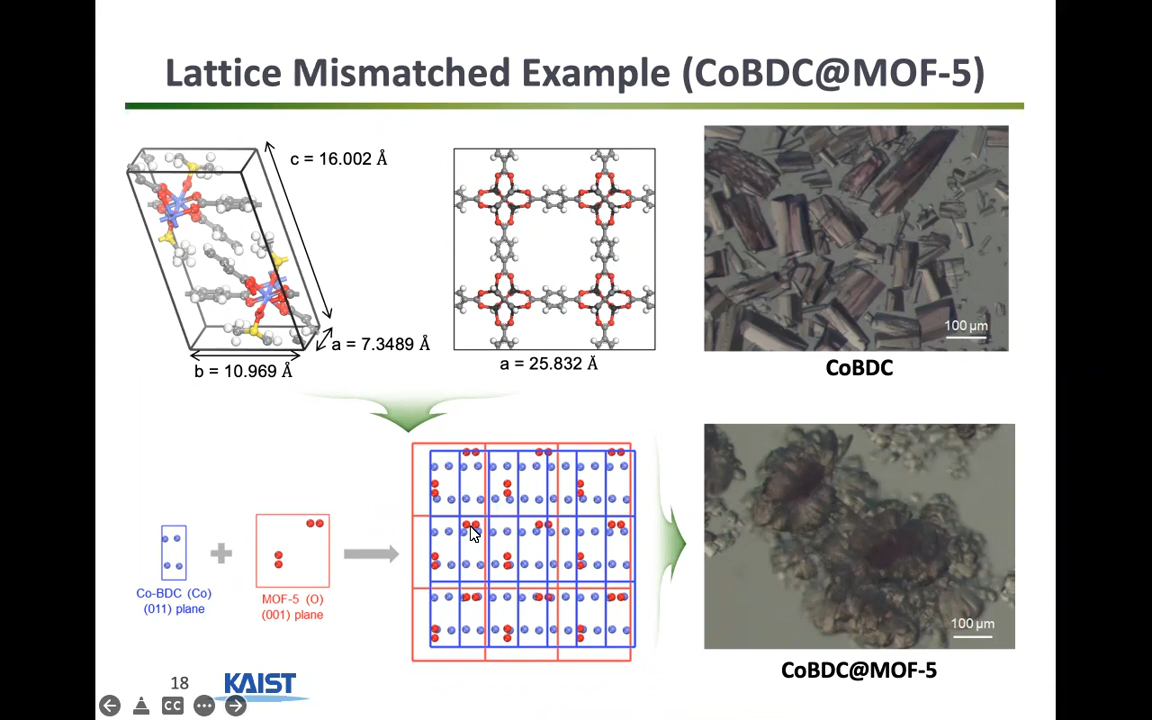 Lattice Mismatched Example (CoBDC@MOF-5)
c = 16.002 Å
a = 7.3489 Å
b = 10.969 Å
a = 25.832 Å
100 µm
CoBDC
Co-BDC (Co)
(011) plane
MOF-5 (O)
(001) plane
100 µm
CoBDC@MOF-5
18
KAIST
CC